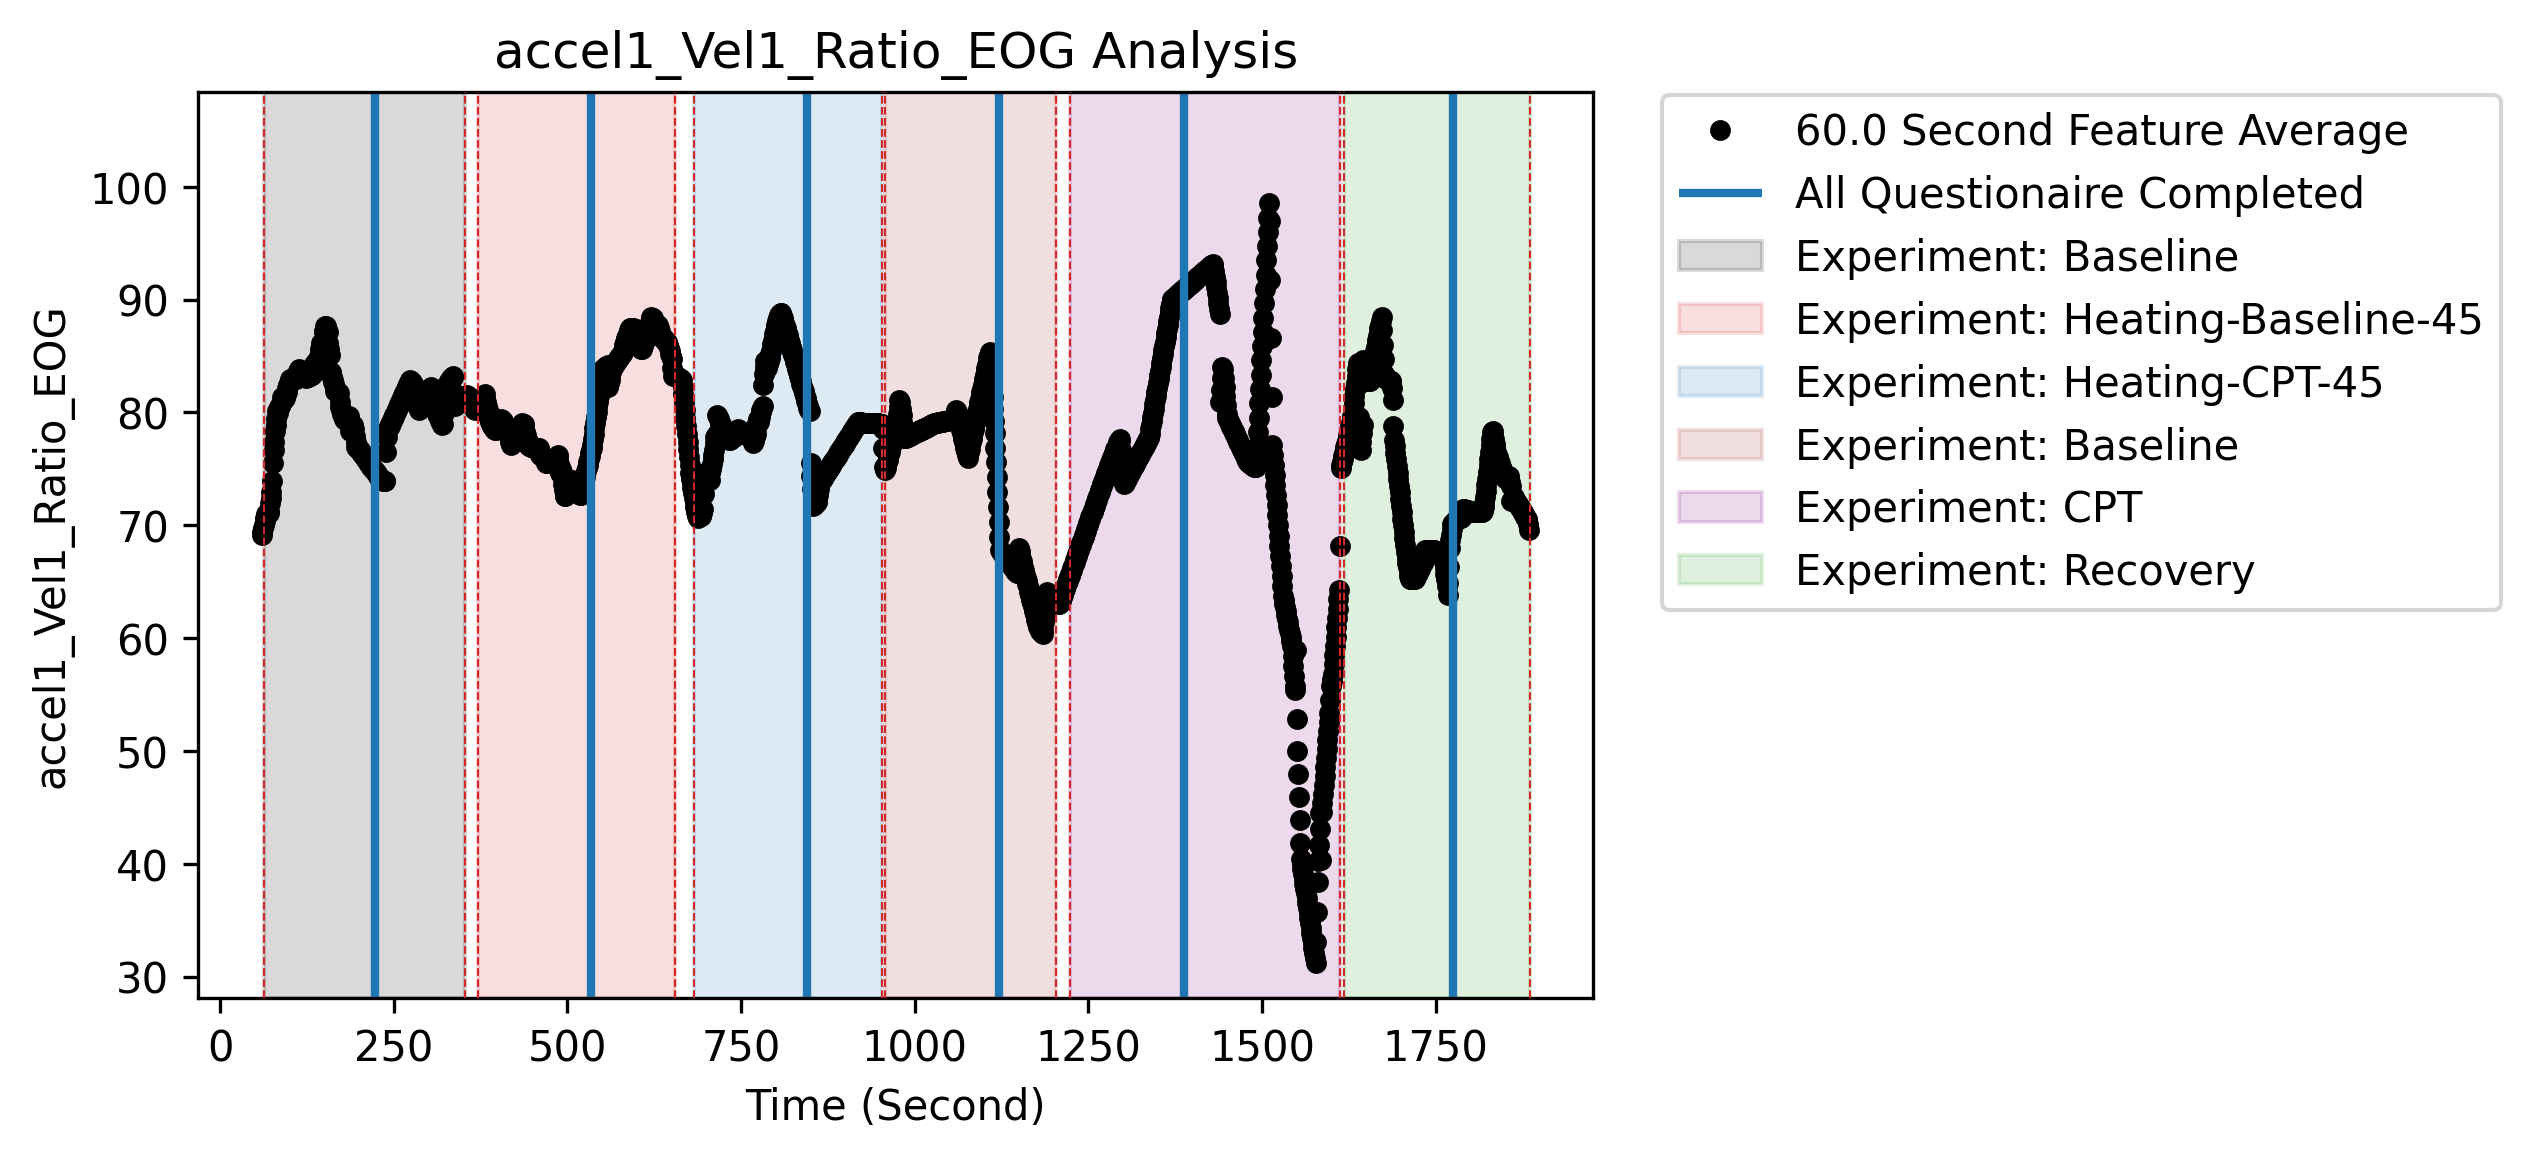 accel1_Vel1_Ratio_EOG Analysis
accel1_Vel1_Ratio_EOG
100
90
80
70
60
50
40
30
0 250 500 750 1000 1250 1500 1750
Time (Second)
60.0 Second Feature Average
All Questionaire Completed
Experiment: Baseline
Experiment: Heating-Baseline-45
Experiment: Heating-CPT-45
Experiment: Baseline
Experiment: CPT
Experiment: Recovery